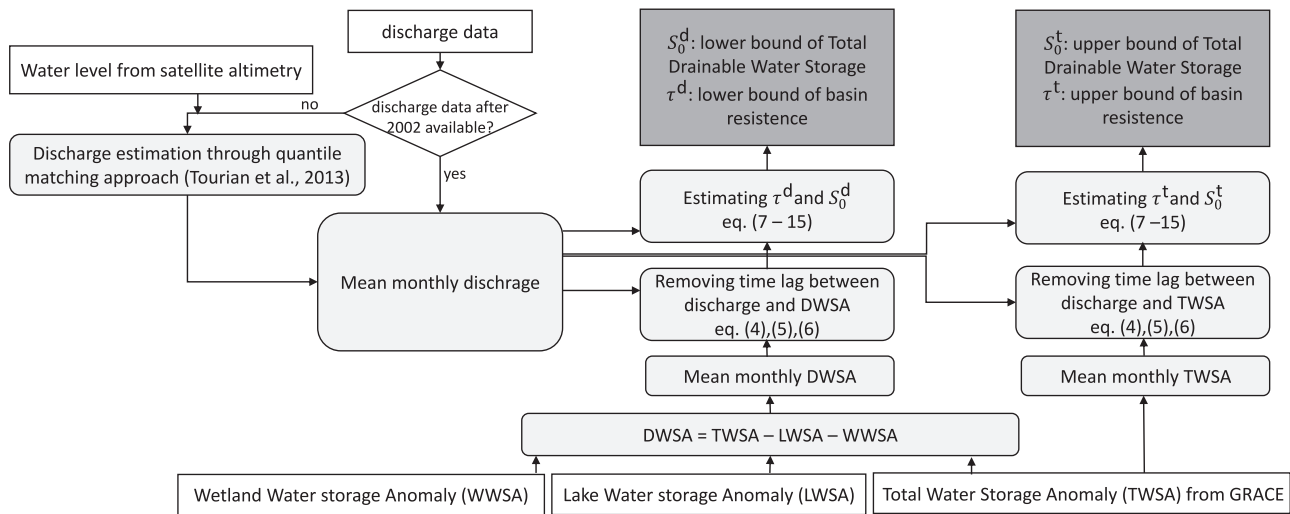 discharge data
Water level from satellite altimetry
no
discharge data after
2002 available?
yes
Discharge estimation through quantile
matching approach (Tourian et al., 2013)
Mean monthly dischrage
S₀ᵈ: lower bound of Total
Drainable Water Storage
τᵈ: lower bound of basin
resistence
S₀ᵗ: upper bound of Total
Drainable Water Storage
τᵗ: upper bound of basin
resistence
Estimating τᵈ and S₀ᵈ
eq. (7 – 15)
Estimating τᵗ and S₀ᵗ
eq. (7 –15)
Removing time lag between
discharge and DWSA
eq. (4),(5),(6)
Removing time lag between
discharge and TWSA
eq. (4),(5),(6)
Mean monthly DWSA
Mean monthly TWSA
DWSA = TWSA – LWSA – WWSA
Wetland Water storage Anomaly (WWSA)
Lake Water storage Anomaly (LWSA)
Total Water Storage Anomaly (TWSA) from GRACE